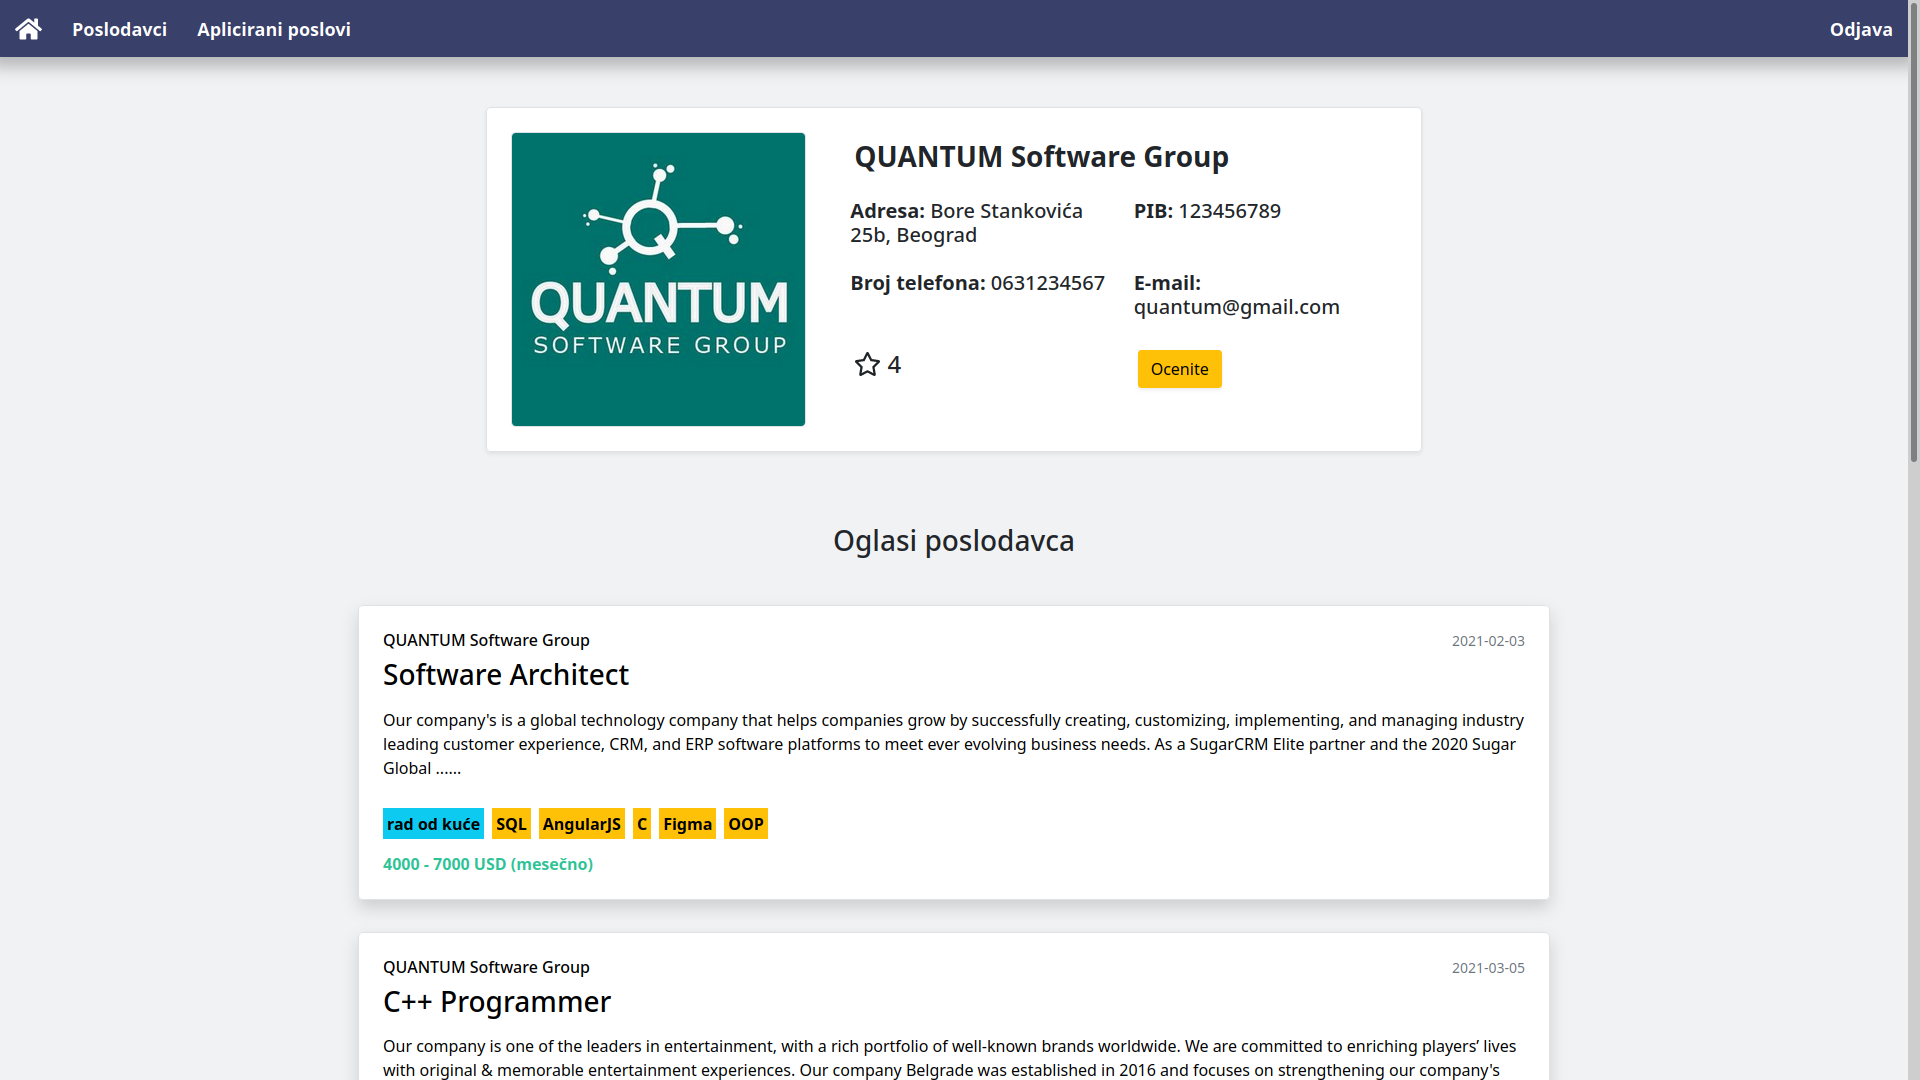 Poslodavci
Aplicirani poslovi
Odjava
QUANTUM
SOFTWARE GROUP
QUANTUM Software Group
Adresa: Bore Stankovića
25b, Beograd
PIB: 123456789
Broj telefona: 0631234567
E-mail:
quantum@gmail.com
4
Ocenite
Oglasi poslodavca
QUANTUM Software Group
2021-02-03
Software Architect
Our company's is a global technology company that helps companies grow by successfully creating, customizing, implementing, and managing industry
leading customer experience, CRM, and ERP software platforms to meet ever evolving business needs. As a SugarCRM Elite partner and the 2020 Sugar
Global ......
rad od kuće SQL AngularJS C Figma OOP
4000 - 7000 USD (mesečno)
QUANTUM Software Group
2021-03-05
C++ Programmer
Our company is one of the leaders in entertainment, with a rich portfolio of well-known brands worldwide. We are committed to enriching players’ lives
with original & memorable entertainment experiences. Our company Belgrade was established in 2016 and focuses on strengthening our company's